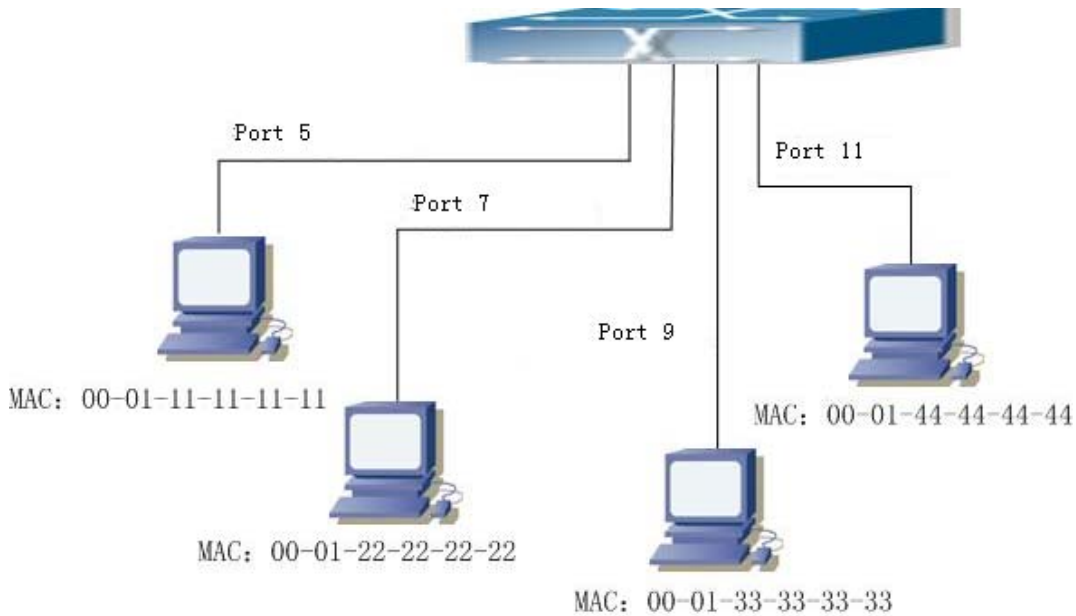 Port 5
Port 11
Port 7
Port 9
MAC: 00-01-11-11-11-11
MAC: 00-01-44-44-44-44
MAC: 00-01-22-22-22-22
MAC: 00-01-33-33-33-33